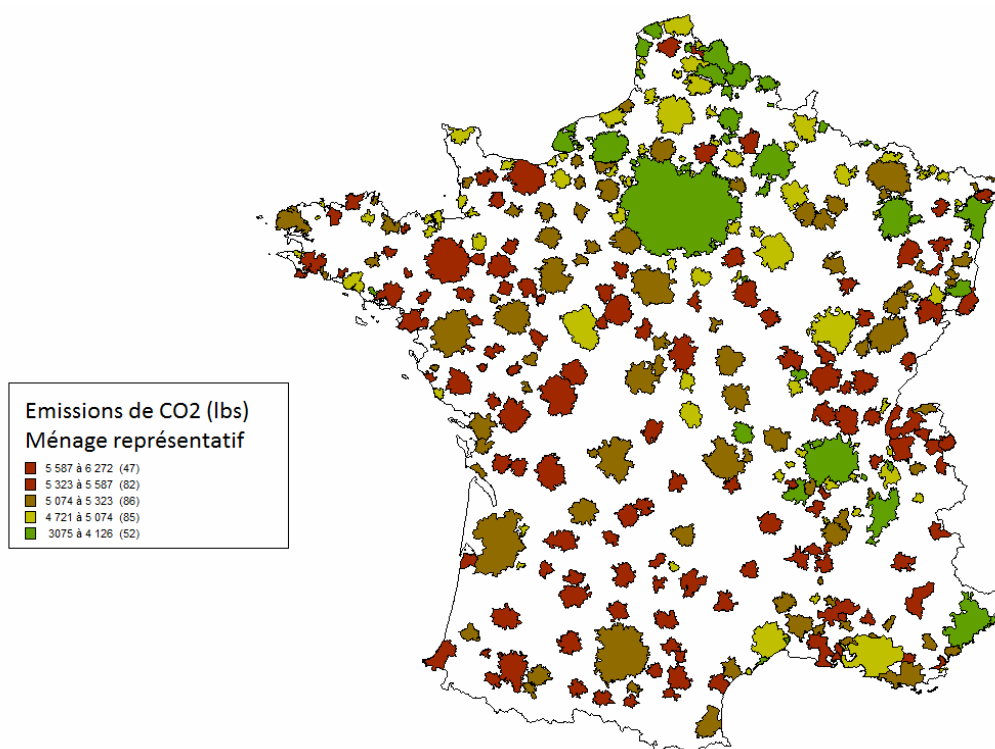 Emissions de CO2 (lbs)
Ménage représentatif
5 587 à 6 272 (47)
5 323 à 5 587 (82)
5 074 à 5 323 (86)
4 721 à 5 074 (85)
3075 à 4 126 (52)